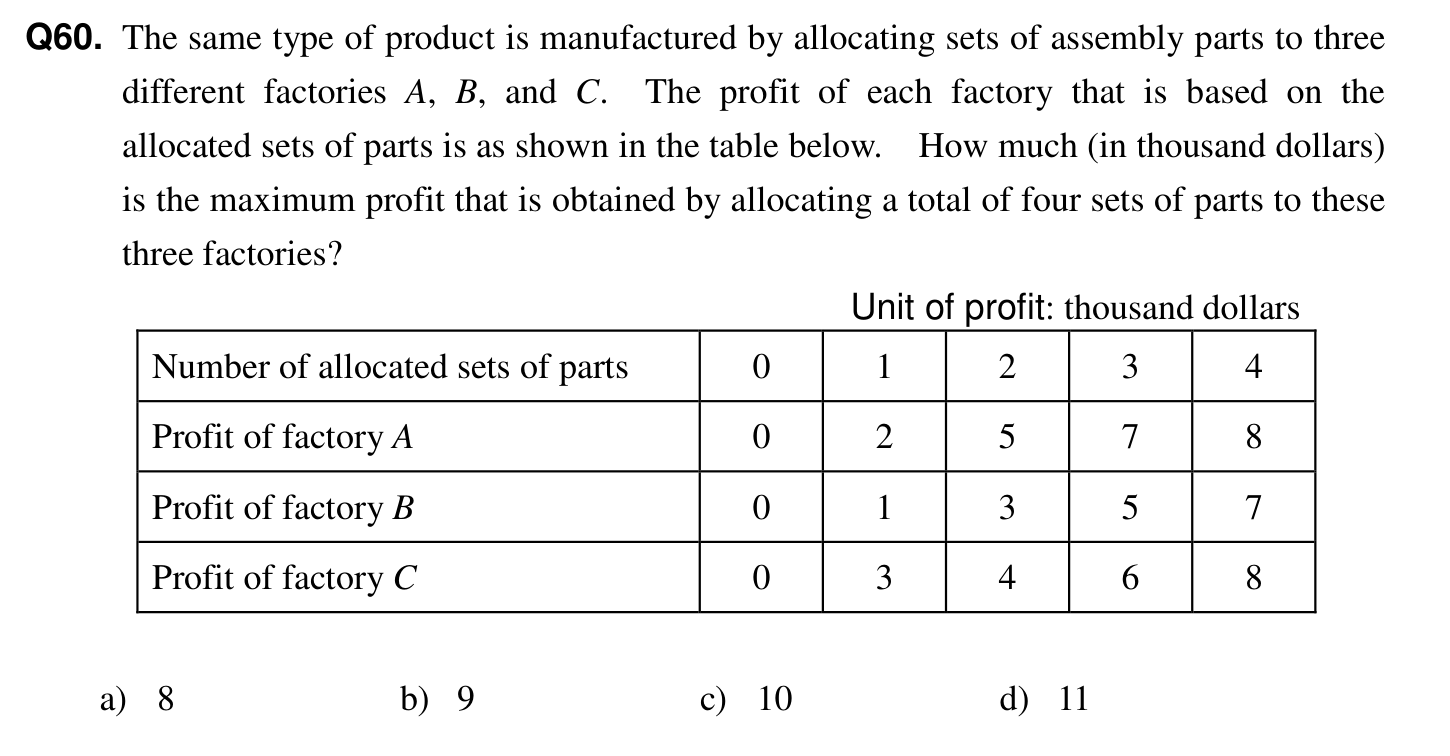 Q60. The same type of product is manufactured by allocating sets of assembly parts to three
different factories A, B, and C. The profit of each factory that is based on the
allocated sets of parts is as shown in the table below. How much (in thousand dollars)
is the maximum profit that is obtained by allocating a total of four sets of parts to these
three factories?
Unit of profit: thousand dollars
Number of allocated sets of parts 0 1 2 3 4
Profit of factory A 0 2 5 7 8
Profit of factory B 0 1 3 5 7
Profit of factory C 0 3 4 6 8
a) 8 b) 9 c) 10 d) 11